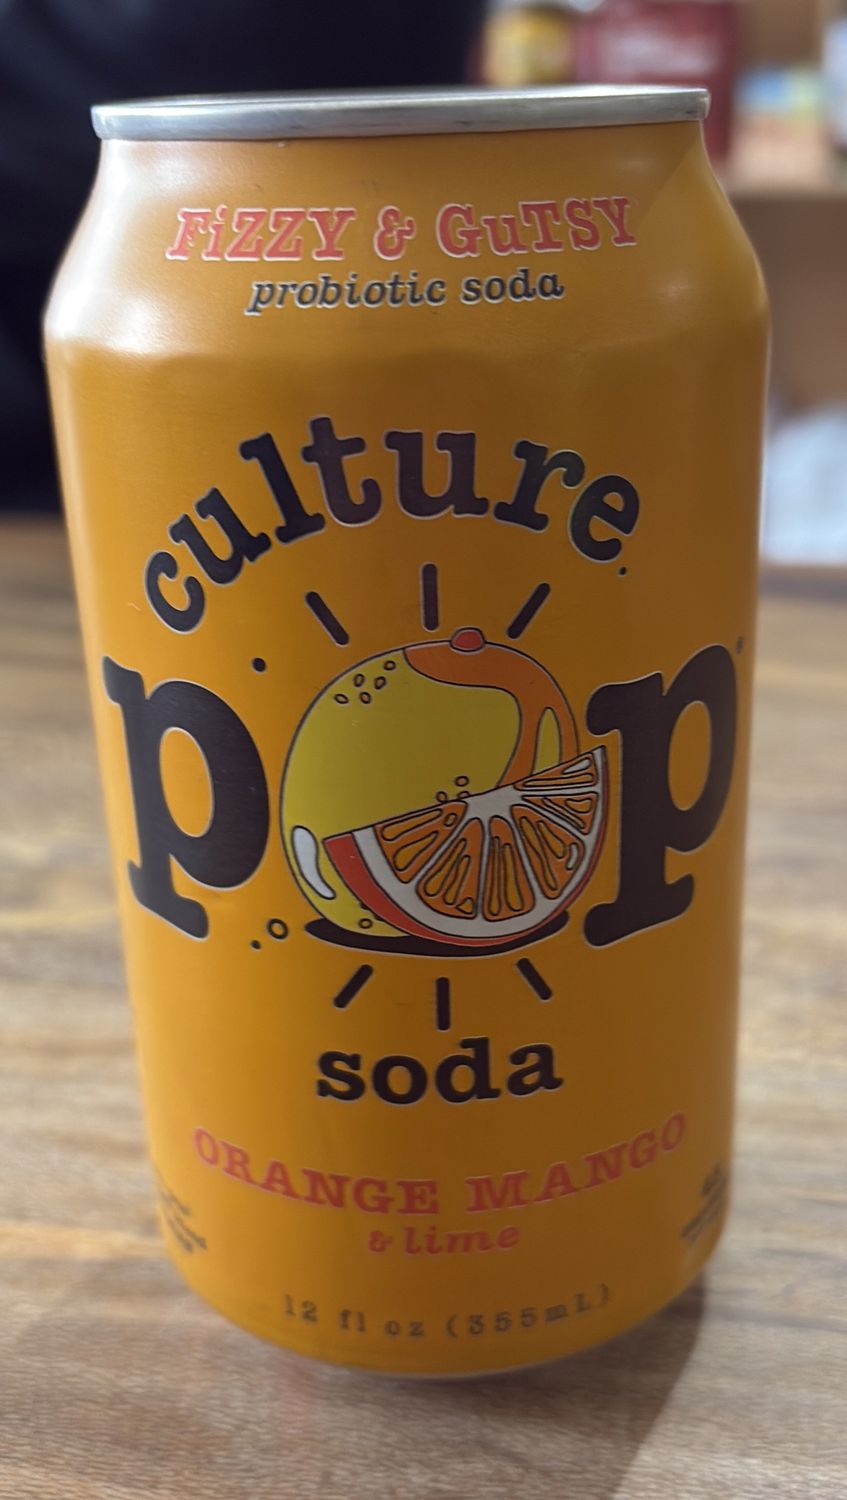 FiZZY & GuTSY
probiotic soda
culture
pop
soda
ORANGE MANGO
& lime
12 fl oz (355mL)